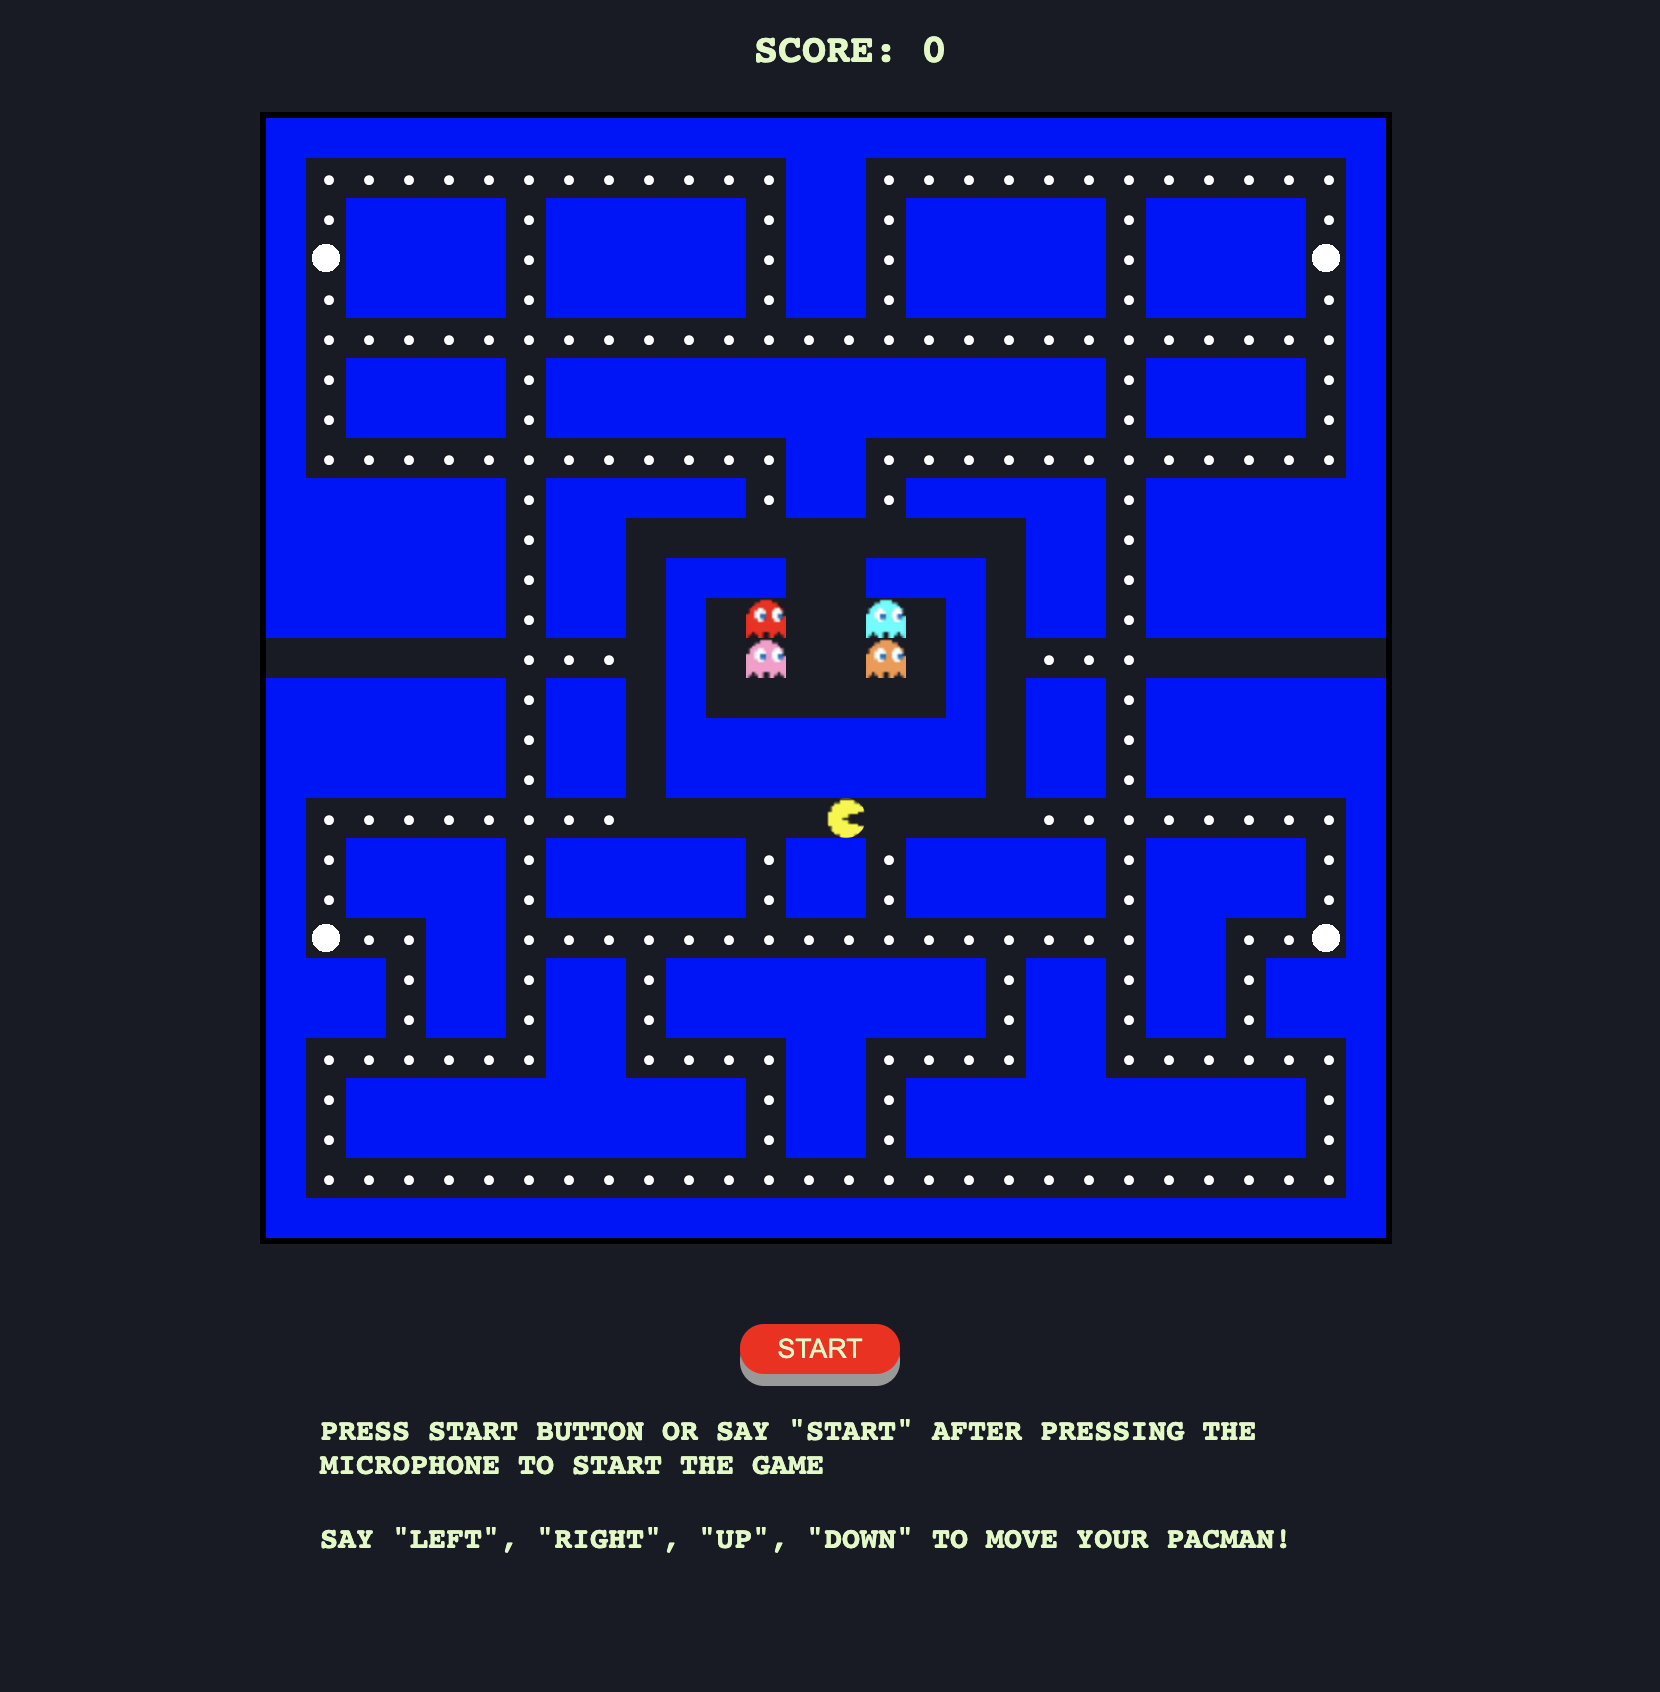 SCORE: 0
START
PRESS START BUTTON OR SAY "START" AFTER PRESSING THE
MICROPHONE TO START THE GAME
SAY "LEFT", "RIGHT", "UP", "DOWN" TO MOVE YOUR PACMAN!